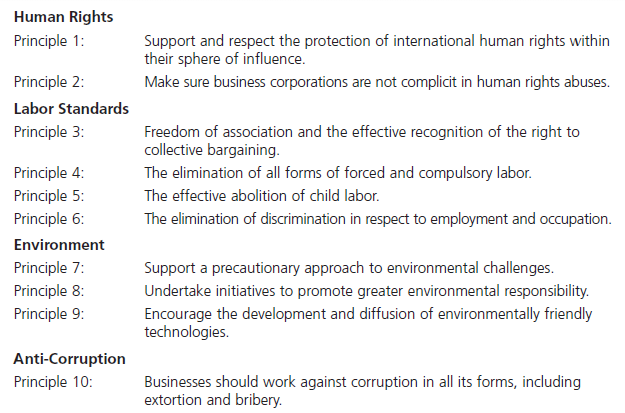 Human Rights
Principle 1: Support and respect the protection of international human rights within
their sphere of influence.
Principle 2: Make sure business corporations are not complicit in human rights abuses.
Labor Standards
Principle 3: Freedom of association and the effective recognition of the right to
collective bargaining.
Principle 4: The elimination of all forms of forced and compulsory labor.
Principle 5: The effective abolition of child labor.
Principle 6: The elimination of discrimination in respect to employment and occupation.
Environment
Principle 7: Support a precautionary approach to environmental challenges.
Principle 8: Undertake initiatives to promote greater environmental responsibility.
Principle 9: Encourage the development and diffusion of environmentally friendly
technologies.
Anti-Corruption
Principle 10: Businesses should work against corruption in all its forms, including
extortion and bribery.